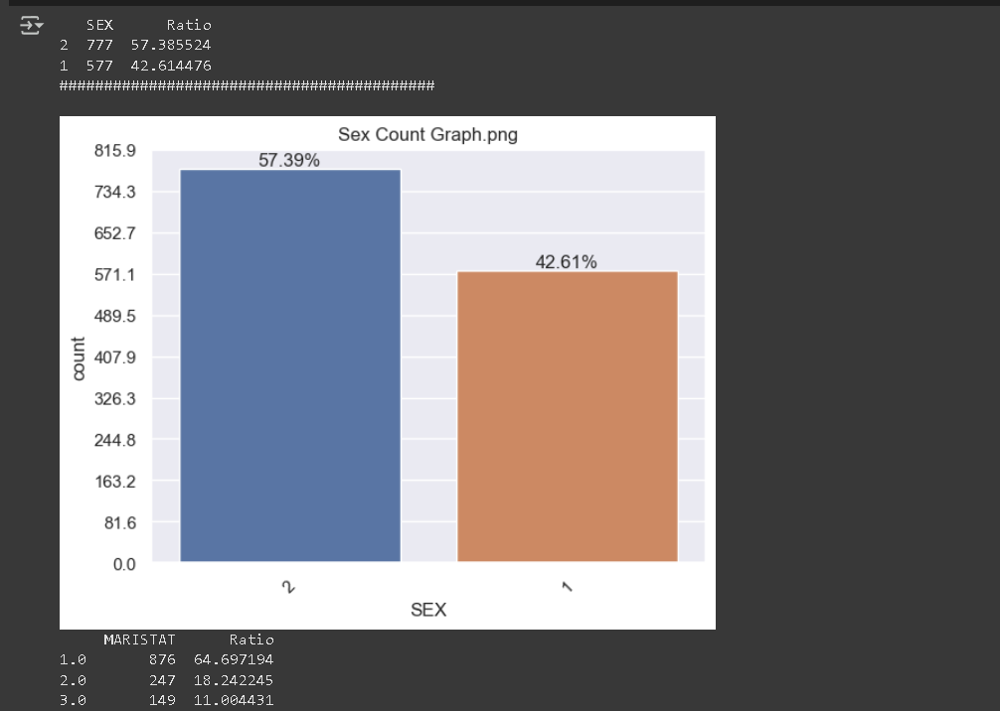 SEX Ratio
2 777 57.385524
1 577 42.614476
##########################################
Sex Count Graph.png
815.9
57.39%
734.3
652.7
42.61%
571.1
489.5
407.9
count
326.3
244.8
163.2
81.6
0.0
2 1
SEX
MARISTAT Ratio
1.0 876 64.697194
2.0 247 18.242245
3.0 149 11.004431